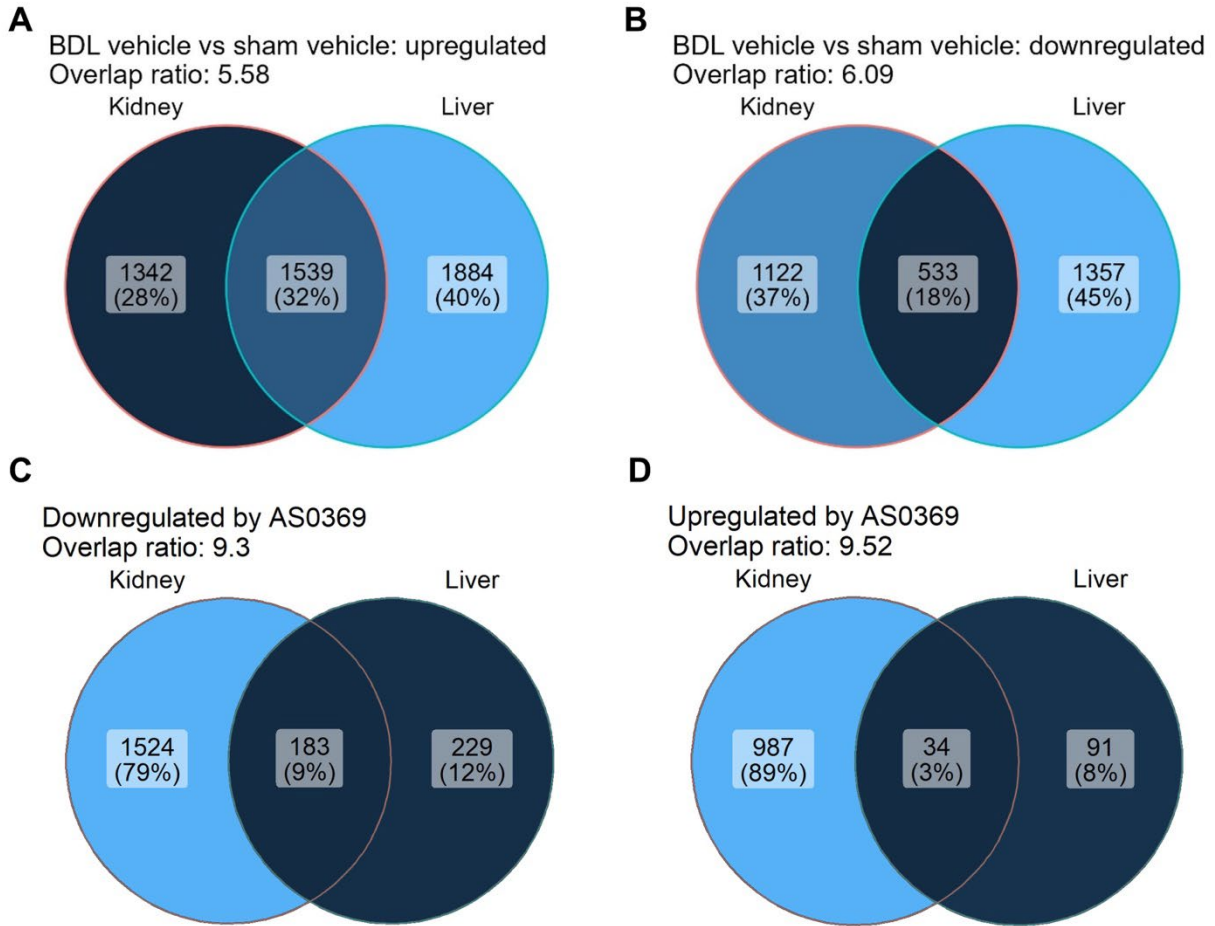 A
BDL vehicle vs sham vehicle: upregulated
Overlap ratio: 5.58
Kidney
Liver
1342
(28%)
1539
(32%)
1884
(40%)
B
BDL vehicle vs sham vehicle: downregulated
Overlap ratio: 6.09
Kidney
Liver
1122
(37%)
533
(18%)
1357
(45%)
C
Downregulated by AS0369
Overlap ratio: 9.3
Kidney
Liver
1524
(79%)
183
(9%)
229
(12%)
D
Upregulated by AS0369
Overlap ratio: 9.52
Kidney
Liver
987
(89%)
34
(3%)
91
(8%)